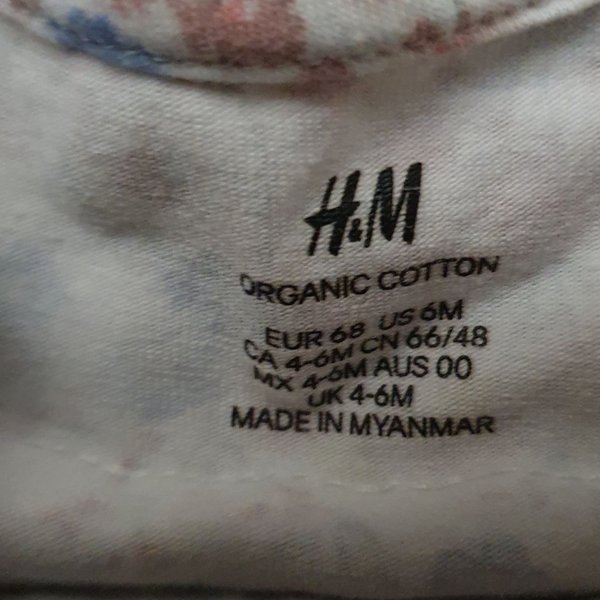 H&M
ORGANIC COTTON
EUR 68 US 6M
CA 4-6M CN 66/48
MX 4-6M AUS 00
UK 4-6M
MADE IN MYANMAR